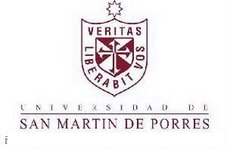 VERITAS
LIBERABIT VOS
UNIVERSIDAD DE
SAN MARTIN DE PORRES